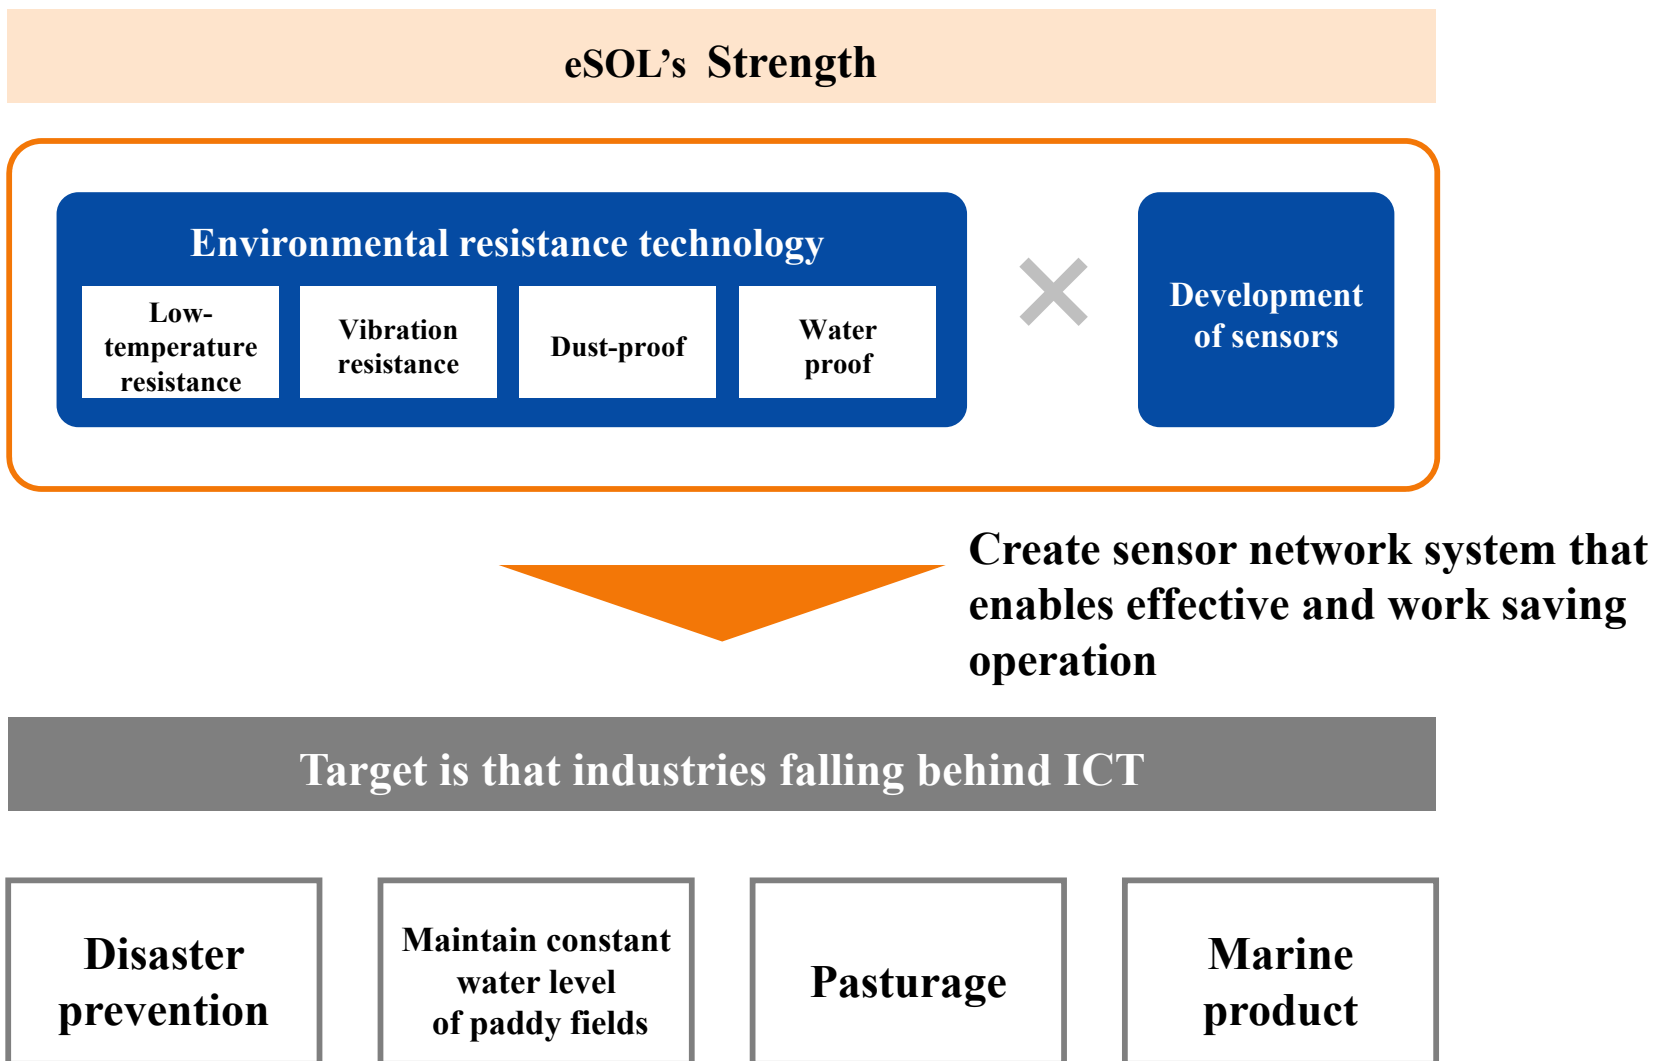 eSOL’s Strength
Environmental resistance technology
Low-
temperature
resistance
Vibration
resistance
Dust-proof
Water
proof
Development
of sensors
Create sensor network system that
enables effective and work saving
operation
Target is that industries falling behind ICT
Disaster
prevention
Maintain constant
water level
of paddy fields
Pasturage
Marine
product